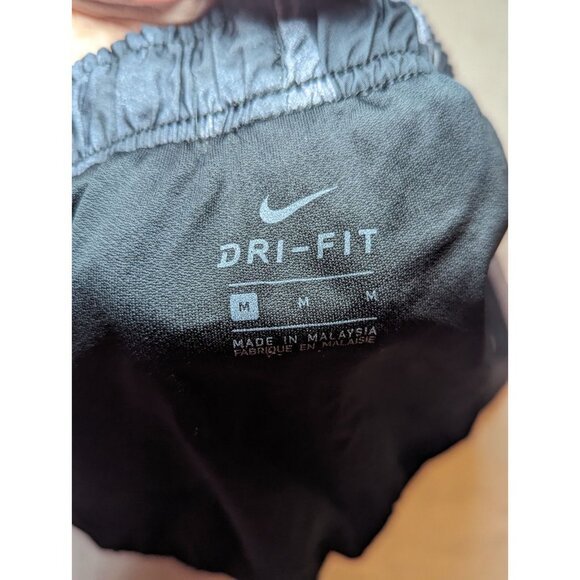 DRI-FIT
M M M
MADE IN MALAYSIA
FABRIQUE EN MALAISIE